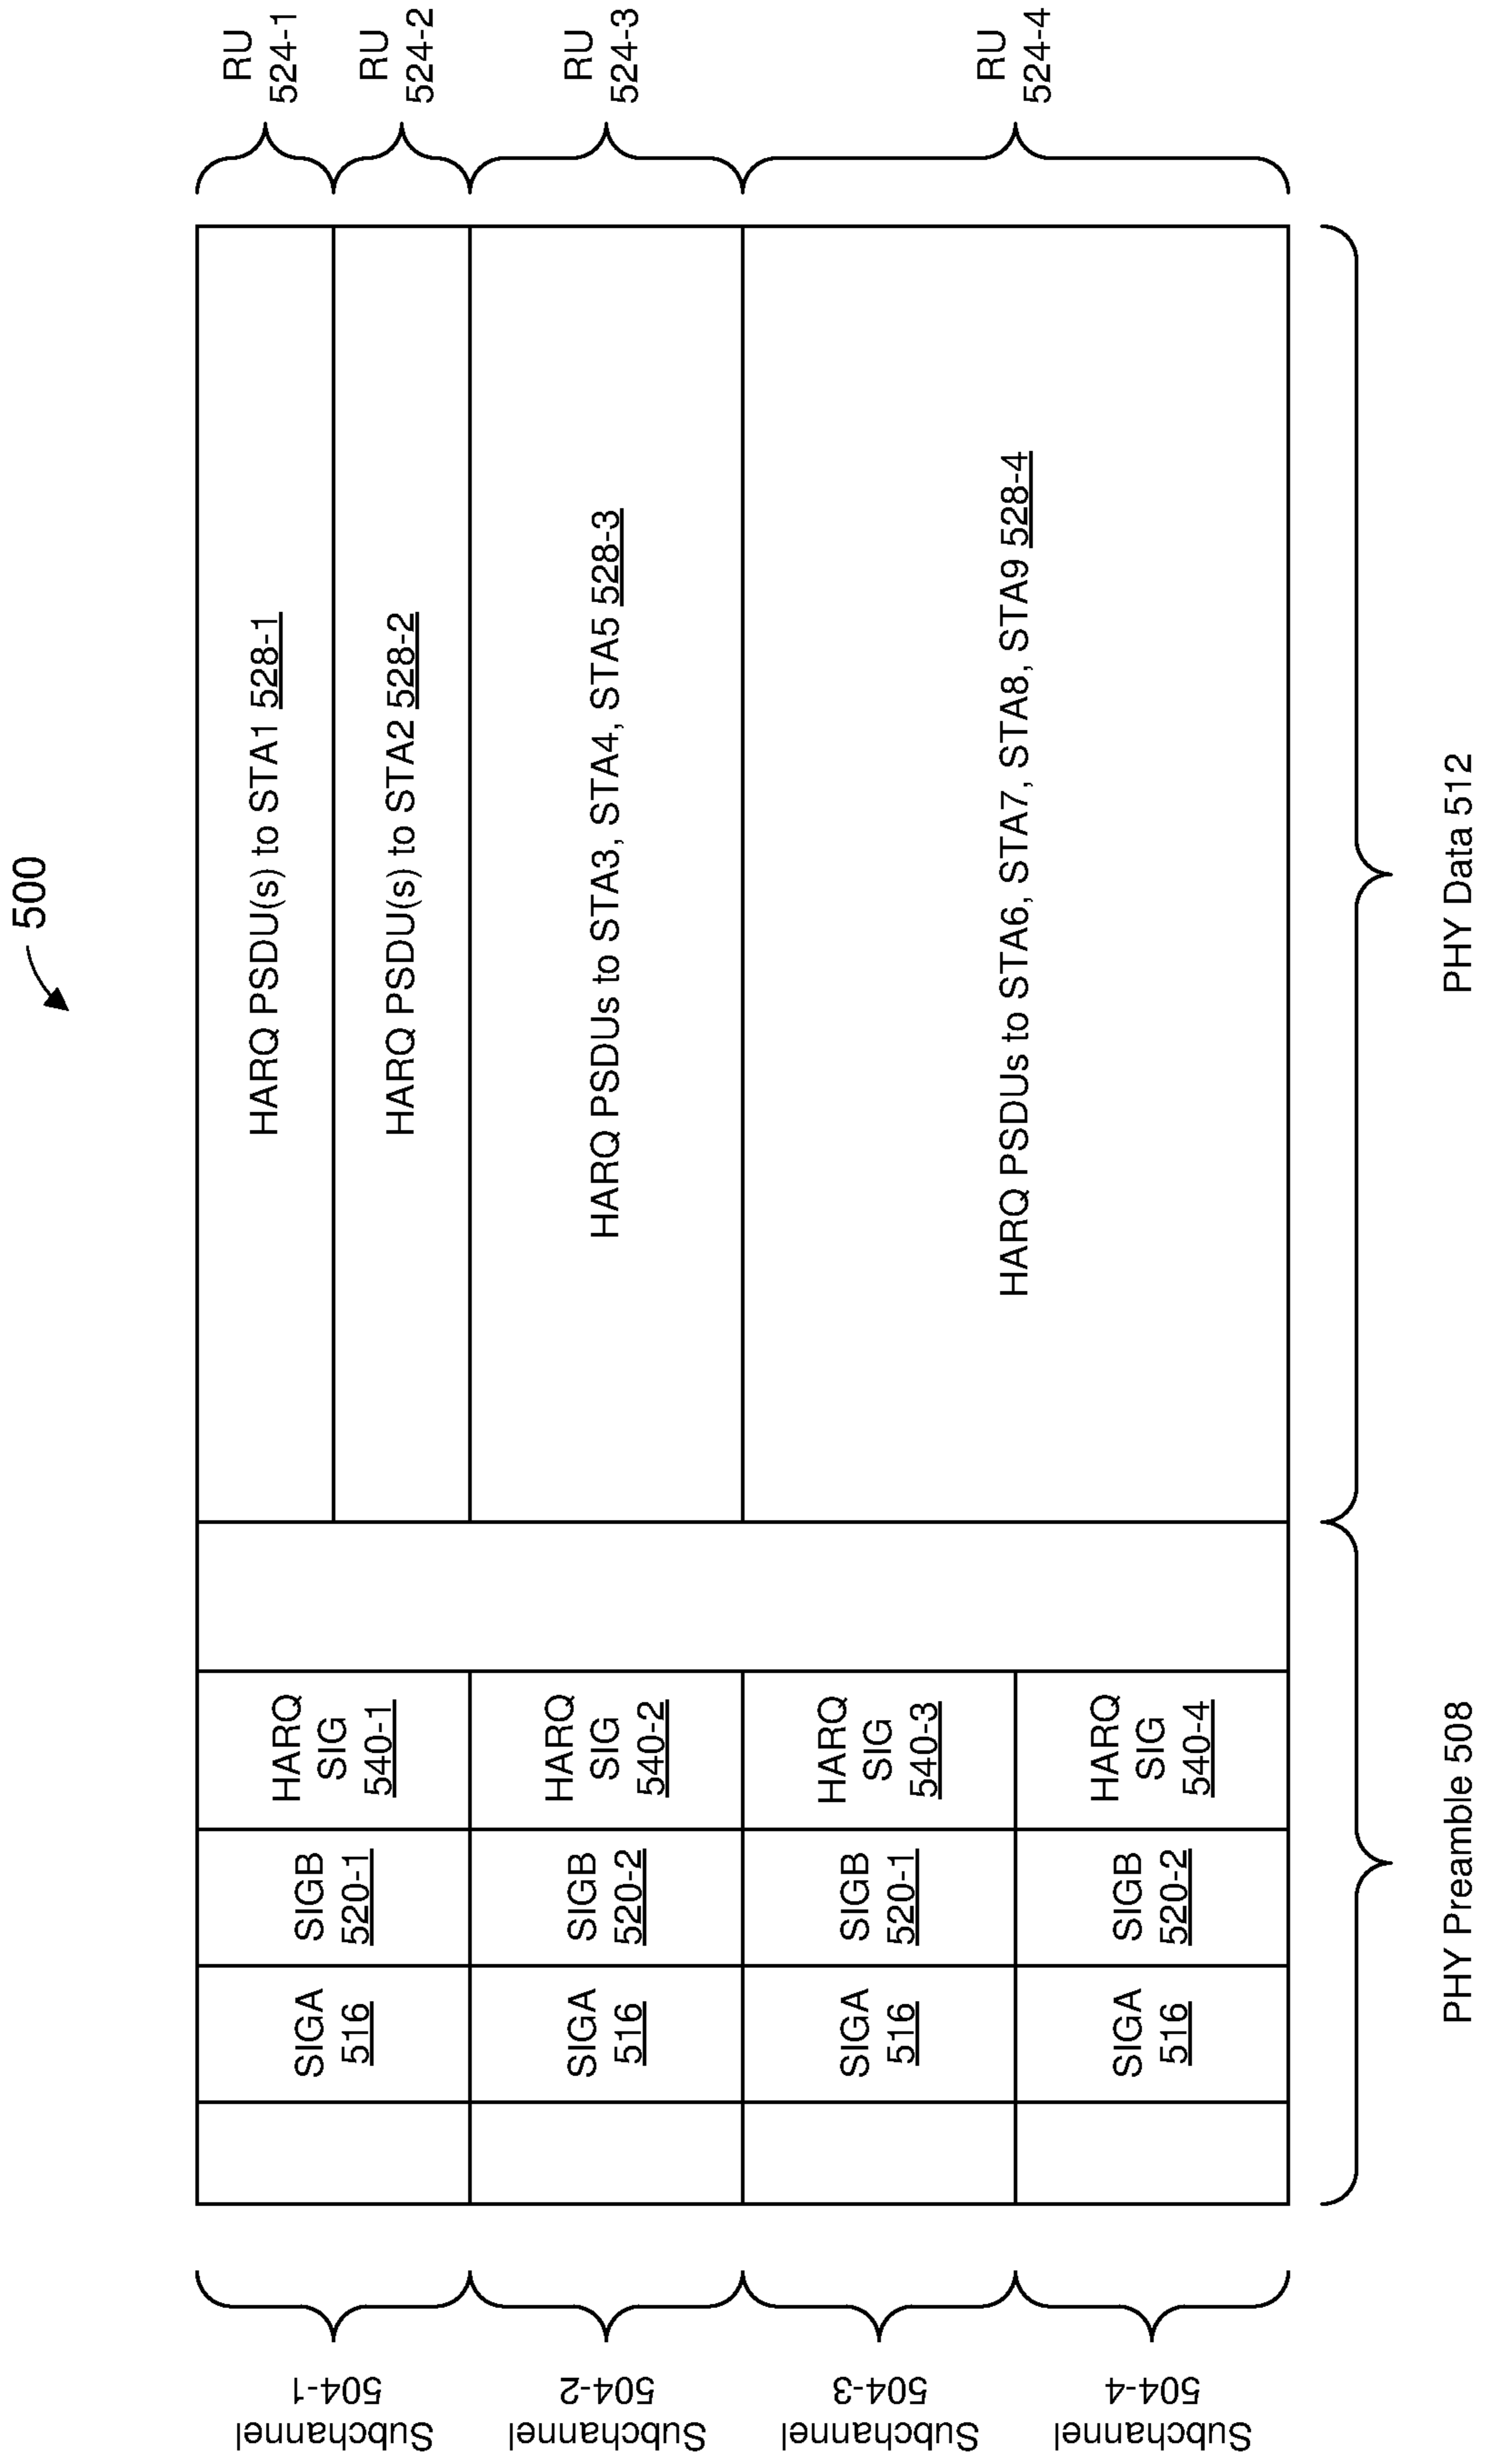 500
Subchannel
504-1
Subchannel
504-2
Subchannel
504-3
Subchannel
504-4
SIGA
516
SIGB
520-1
HARQ
SIG
540-1
SIGA
516
SIGB
520-2
HARQ
SIG
540-2
SIGA
516
SIGB
520-1
HARQ
SIG
540-3
SIGA
516
SIGB
520-2
HARQ
SIG
540-4
HARQ PSDU(s) to STA1 528-1
HARQ PSDU(s) to STA2 528-2
HARQ PSDUs to STA3, STA4, STA5 528-3
HARQ PSDUs to STA6, STA7, STA8, STA9 528-4
RU
524-1
RU
524-2
RU
524-3
RU
524-4
PHY Preamble 508
PHY Data 512